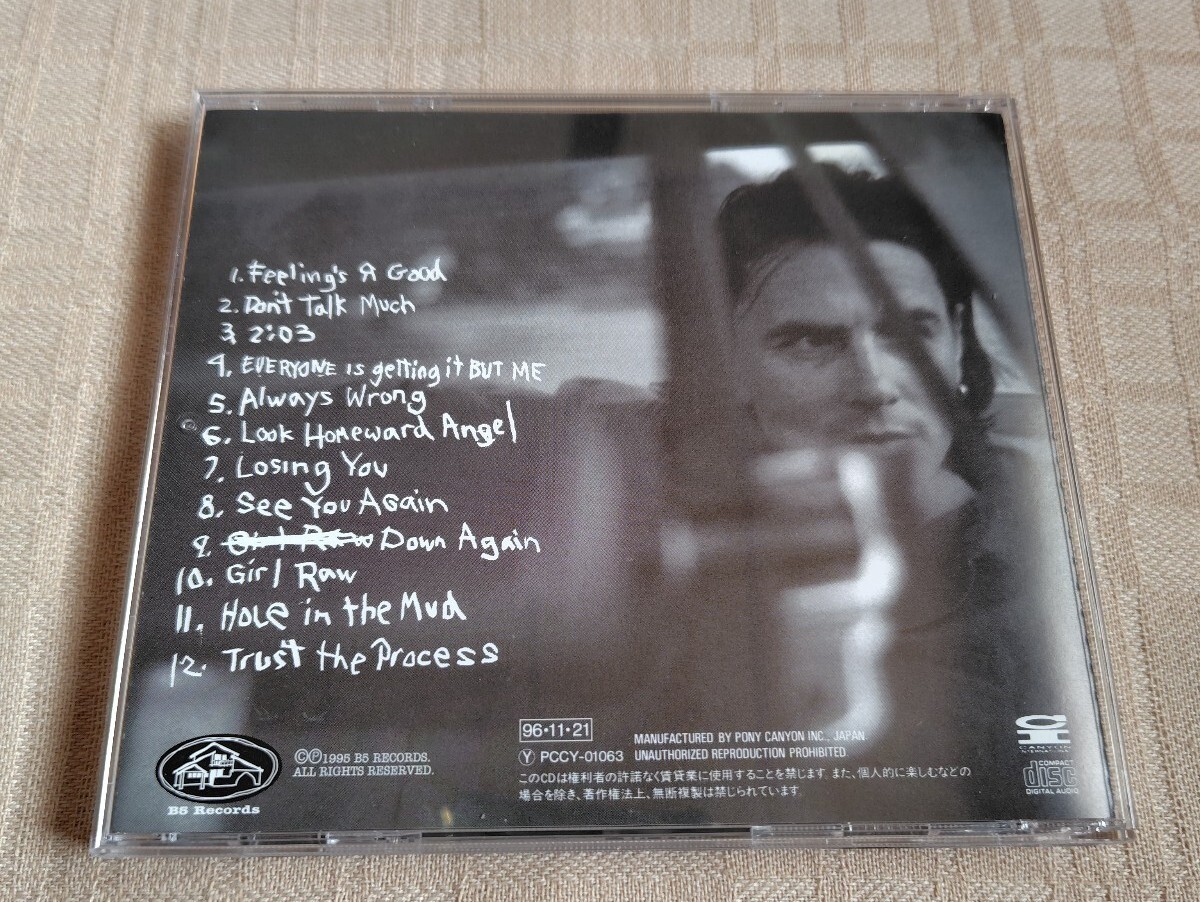 1. Feeling's Я Good
2. Don't Talk Much
3. 2:03
4. EVERYONE is getting it BUT ME
5. Always Wrong
6. Look Homeward Angel
7. Losing You
8. See You Again
9. Girl Raw Down Again
10. Girl Raw
11. Hole in the Mud
12. Trust the Process
B5 Records
©℗1995 B5 RECORDS.
ALL RIGHTS RESERVED.
96・11・21
Ⓨ PCCY-01063
MANUFACTURED BY PONY CANYON INC., JAPAN
UNAUTHORIZED REPRODUCTION PROHIBITED
このCDは権利者の許諾なく賃貸業に使用することを禁じます。また、個人的に楽しむなどの
場合を除き、著作権法上、無断複製は禁じられています。
CANYON
INTERNATIONAL
COMPACT
disc
DIGITAL AUDIO